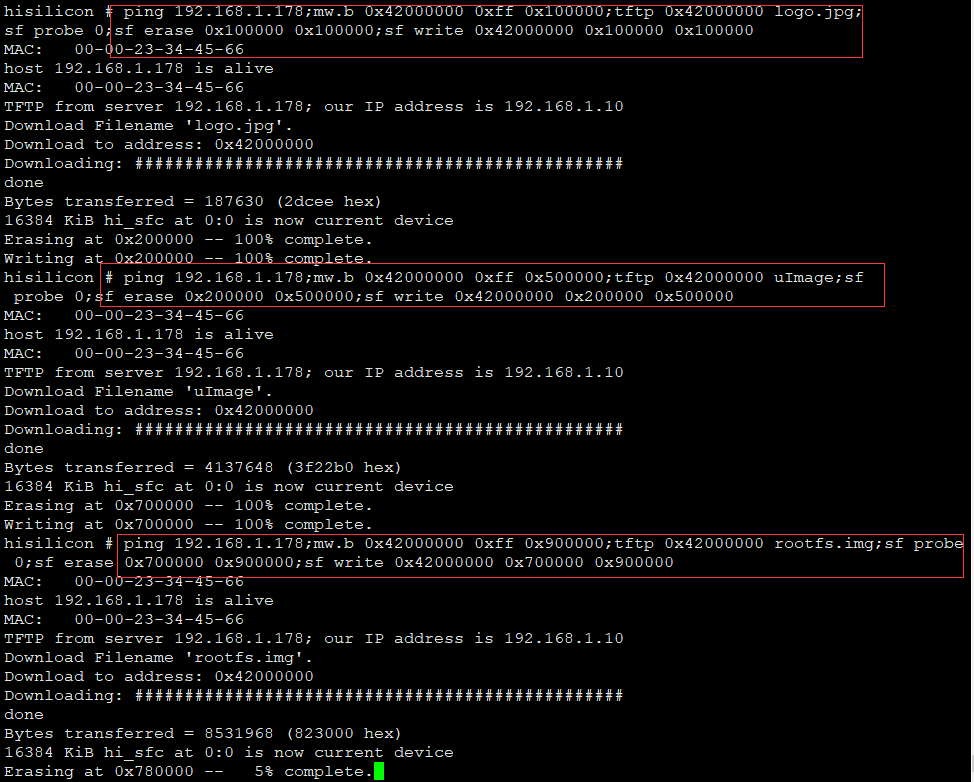 hisilicon # ping 192.168.1.178;mw.b 0x42000000 0xff 0x100000;tftp 0x42000000 logo.jpg;
sf probe 0;sf erase 0x100000 0x100000;sf write 0x42000000 0x100000 0x100000
MAC:   00-00-23-34-45-66
host 192.168.1.178 is alive
MAC:   00-00-23-34-45-66
TFTP from server 192.168.1.178; our IP address is 192.168.1.10
Download Filename 'logo.jpg'.
Download to address: 0x42000000
Downloading: #################################################
done
Bytes transferred = 187630 (2dcee hex)
16384 KiB hi_sfc at 0:0 is now current device
Erasing at 0x200000 -- 100% complete.
Writing at 0x200000 -- 100% complete.
hisilicon # ping 192.168.1.178;mw.b 0x42000000 0xff 0x500000;tftp 0x42000000 uImage;sf
 probe 0;sf erase 0x200000 0x500000;sf write 0x42000000 0x200000 0x500000
MAC:   00-00-23-34-45-66
host 192.168.1.178 is alive
MAC:   00-00-23-34-45-66
TFTP from server 192.168.1.178; our IP address is 192.168.1.10
Download Filename 'uImage'.
Download to address: 0x42000000
Downloading: #################################################
done
Bytes transferred = 4137648 (3f22b0 hex)
16384 KiB hi_sfc at 0:0 is now current device
Erasing at 0x700000 -- 100% complete.
Writing at 0x700000 -- 100% complete.
hisilicon # ping 192.168.1.178;mw.b 0x42000000 0xff 0x900000;tftp 0x42000000 rootfs.img;sf probe
 0;sf erase 0x700000 0x900000;sf write 0x42000000 0x700000 0x900000
MAC:   00-00-23-34-45-66
host 192.168.1.178 is alive
MAC:   00-00-23-34-45-66
TFTP from server 192.168.1.178; our IP address is 192.168.1.10
Download Filename 'rootfs.img'.
Download to address: 0x42000000
Downloading: #################################################
done
Bytes transferred = 8531968 (823000 hex)
16384 KiB hi_sfc at 0:0 is now current device
Erasing at 0x780000 --   5% complete.